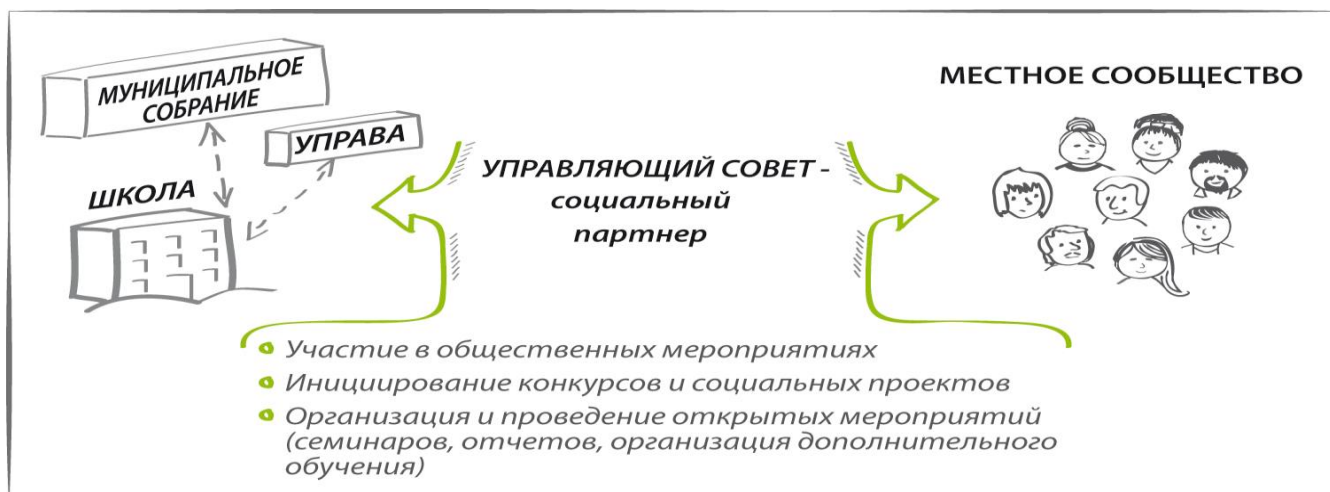 МУНИЦИПАЛЬНОЕ
СОБРАНИЕ
УПРАВА
ШКОЛА
УПРАВЛЯЮЩИЙ СОВЕТ -
социальный
партнер
МЕСТНОЕ СООБЩЕСТВО
Участие в общественных мероприятиях
Инициирование конкурсов и социальных проектов
Организация и проведение открытых мероприятий
(семинаров, отчетов, организация дополнительного
обучения)